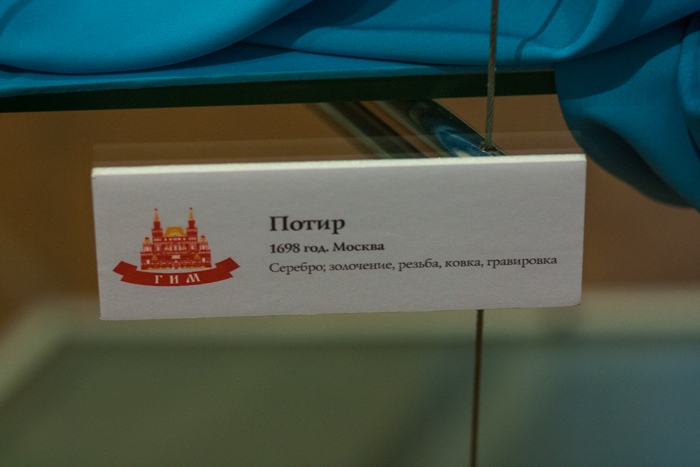 Потир
1698 год. Москва
Серебро; золочение, резьба, ковка, гравировка
ГИМ